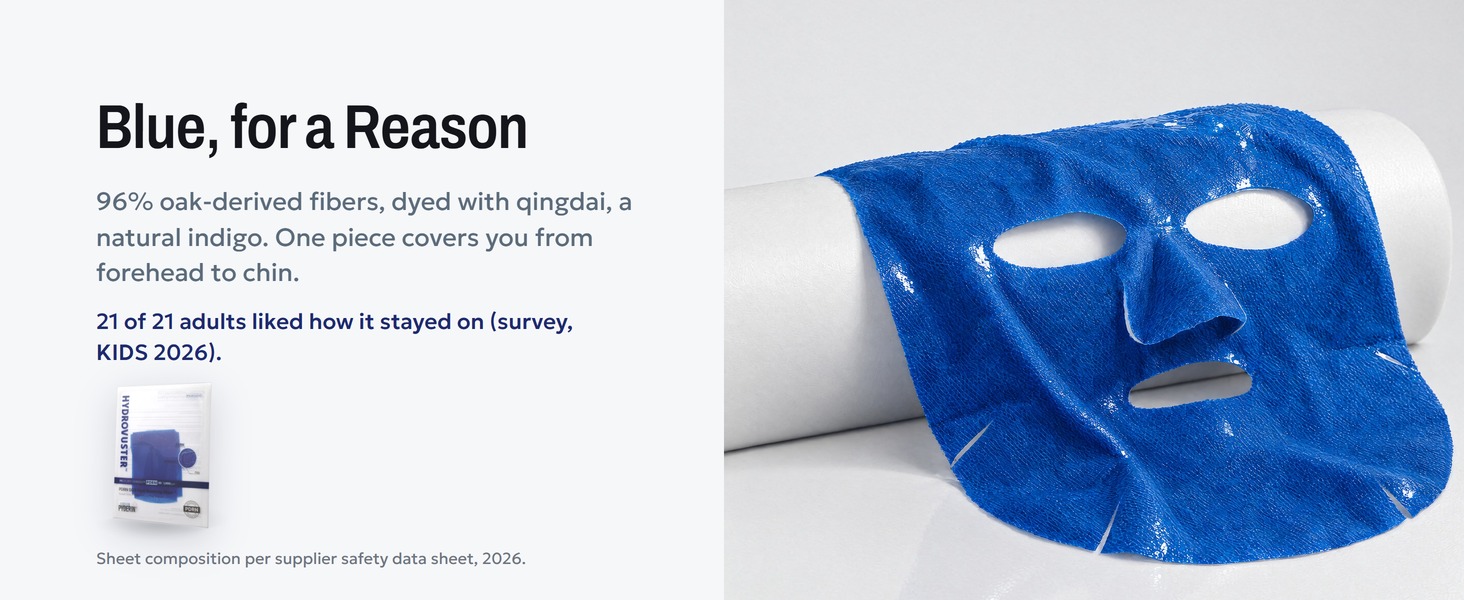 Blue, for a Reason
96% oak-derived fibers, dyed with qingdai, a
natural indigo. One piece covers you from
forehead to chin.
21 of 21 adults liked how it stayed on (survey,
KIDS 2026).
HYDROVUSTER
Sheet composition per supplier safety data sheet, 2026.